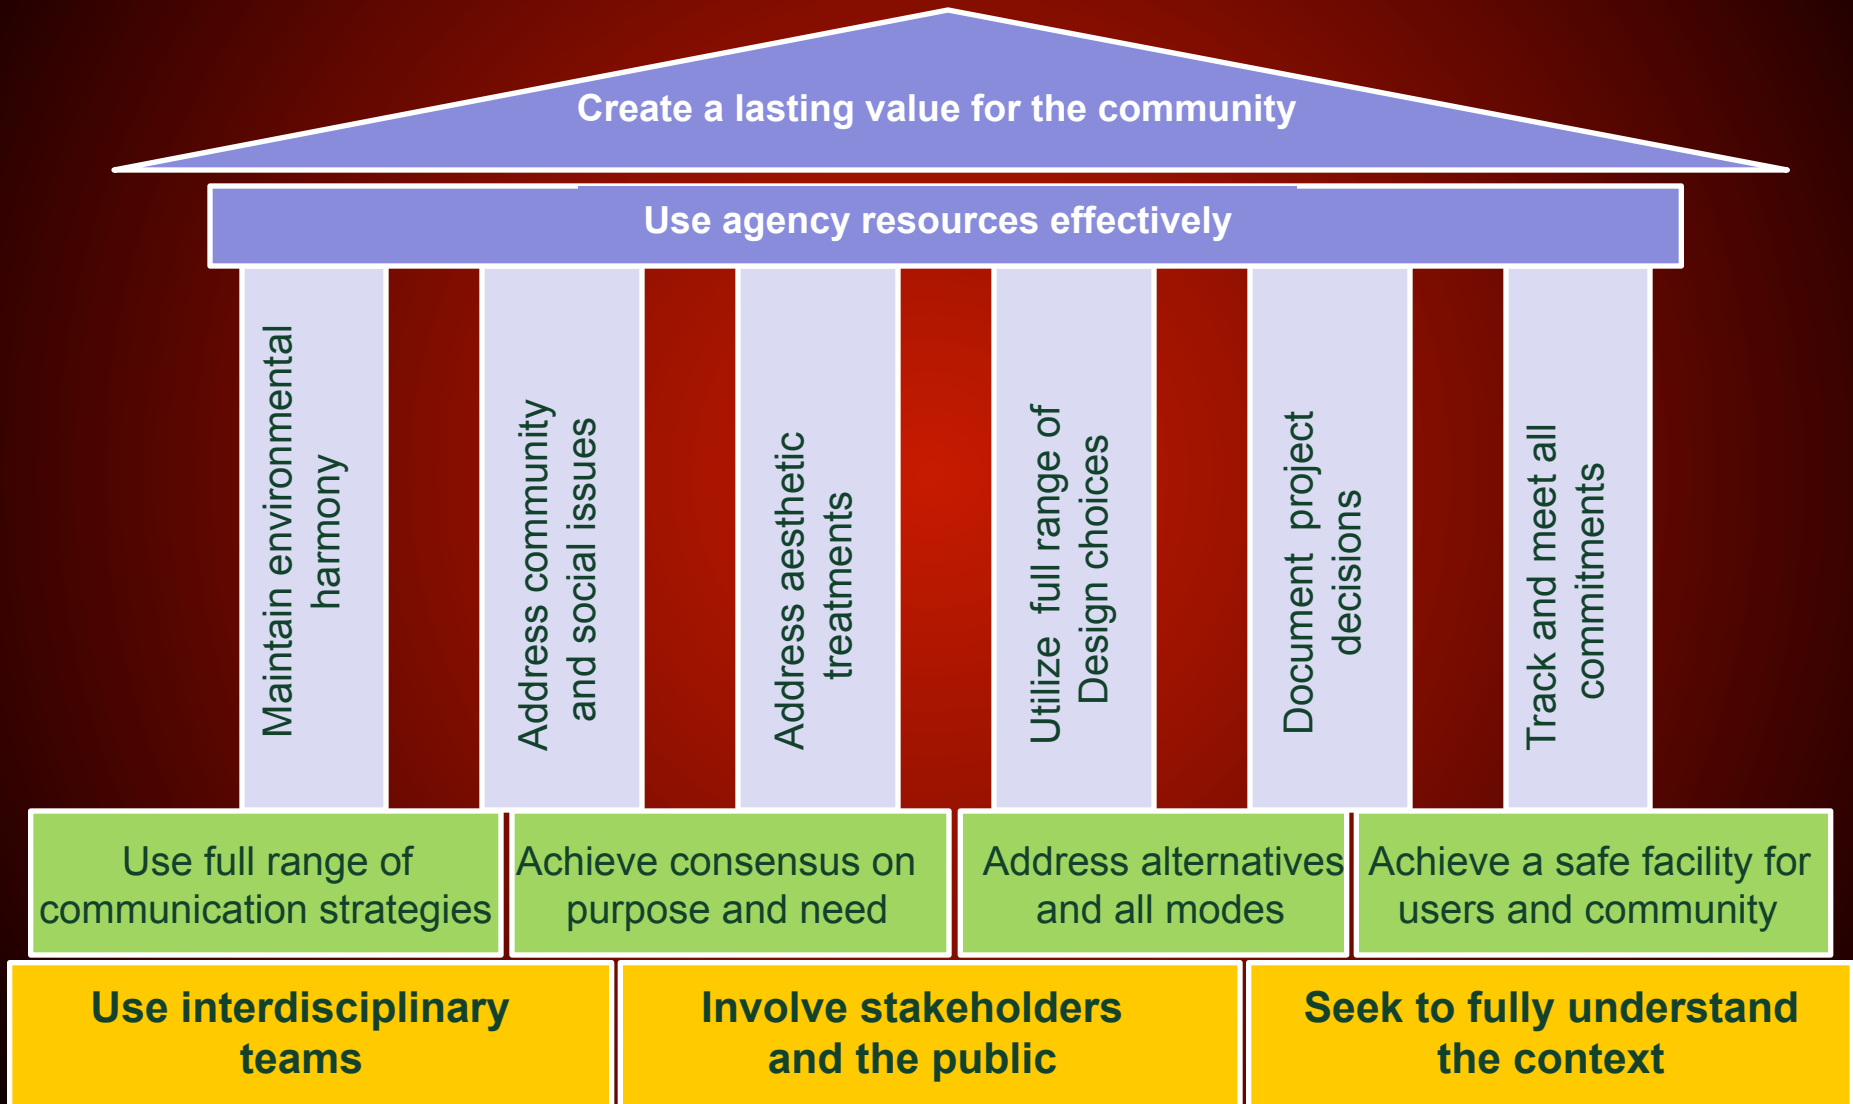 Create a lasting value for the community
Use agency resources effectively
Maintain environmental
harmony
Address community
and social issues
Address aesthetic
treatments
Utilize  full range of
Design choices
Document  project
decisions
Track and meet all
commitments
Use full range of
communication strategies
Achieve consensus on
purpose and need
Address alternatives
and all modes
Achieve a safe facility for
users and community
Use interdisciplinary
teams
Involve stakeholders
and the public
Seek to fully understand
the context